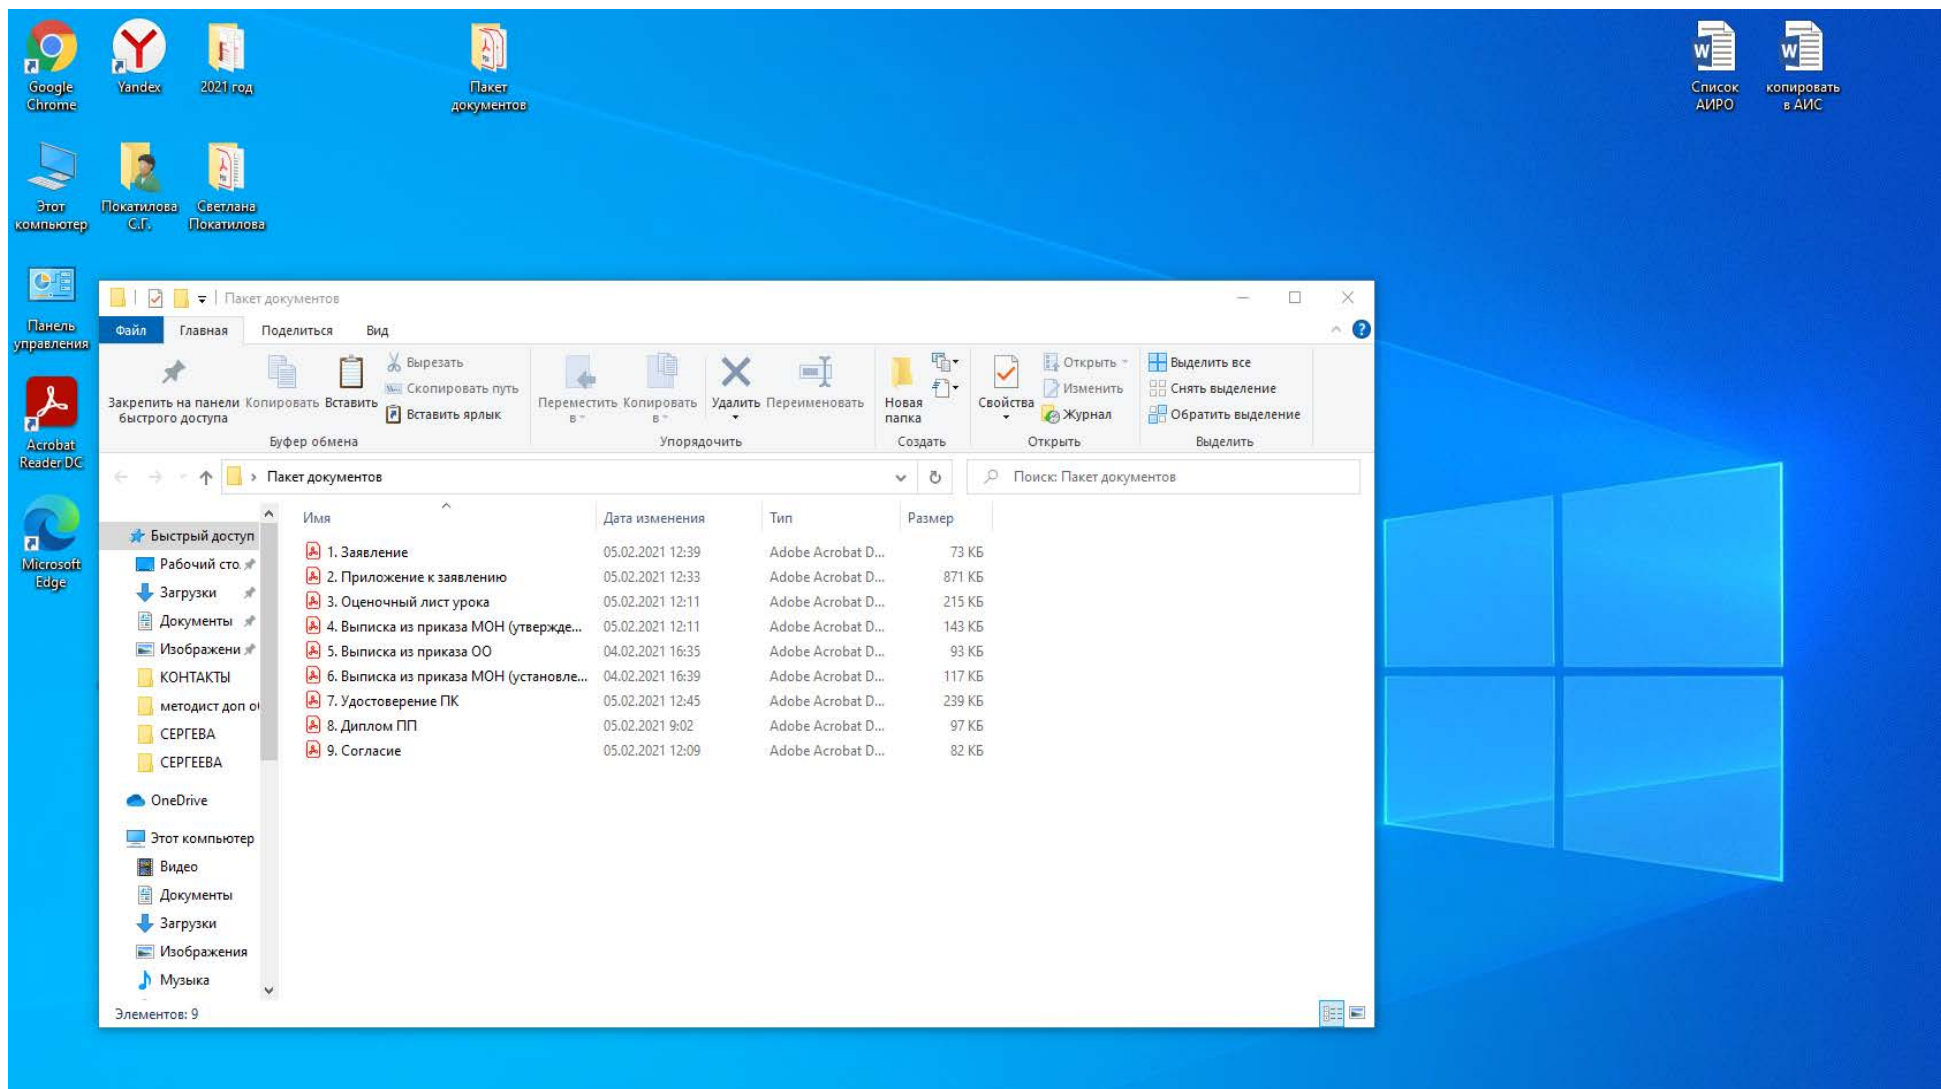 Google
Chrome
Yandex
2021 год
Пакет
документов
Список
АИРО
копировать
в АИС
Этот
компьютер
Покатилова
С.Г.
Светлана
Покатилова
Панель
управления
Acrobat
Reader DC
Microsoft
Edge
Пакет документов
Файл Главная Поделиться Вид
Закрепить на панели
быстрого доступа
Копировать
Вставить
Вырезать
Скопировать путь
Вставить ярлык
Буфер обмена
Переместить
в
Копировать
в
Удалить
Переименовать
Упорядочить
Новая
папка
Создать
Свойства
Открыть
Изменить
Журнал
Открыть
Выделить все
Снять выделение
Обратить выделение
Выделить
Пакет документов
Поиск: Пакет документов
Быстрый доступ
Рабочий сто.
Загрузки
Документы
Изображени
КОНТАКТЫ
методист доп о
СЕРГЕВА
СЕРГЕЕВА
OneDrive
Этот компьютер
Видео
Документы
Загрузки
Изображения
Музыка
Имя Дата изменения Тип Размер
1. Заявление 05.02.2021 12:39 Adobe Acrobat D... 73 КБ
2. Приложение к заявлению 05.02.2021 12:33 Adobe Acrobat D... 871 КБ
3. Оценочный лист урока 05.02.2021 12:11 Adobe Acrobat D... 215 КБ
4. Выписка из приказа МОН (утвержде... 05.02.2021 12:11 Adobe Acrobat D... 143 КБ
5. Выписка из приказа ОО 04.02.2021 16:35 Adobe Acrobat D... 93 КБ
6. Выписка из приказа МОН (установле... 04.02.2021 16:39 Adobe Acrobat D... 117 КБ
7. Удостоверение ПК 05.02.2021 12:45 Adobe Acrobat D... 239 КБ
8. Диплом ПП 05.02.2021 9:02 Adobe Acrobat D... 97 КБ
9. Согласие 05.02.2021 12:09 Adobe Acrobat D... 82 КБ
Элементов: 9